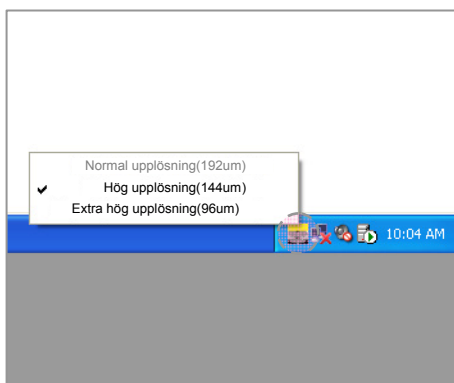 Normal upplösning(192um)
Hög upplösning(144um)
Extra hög upplösning(96um)
10:04 AM